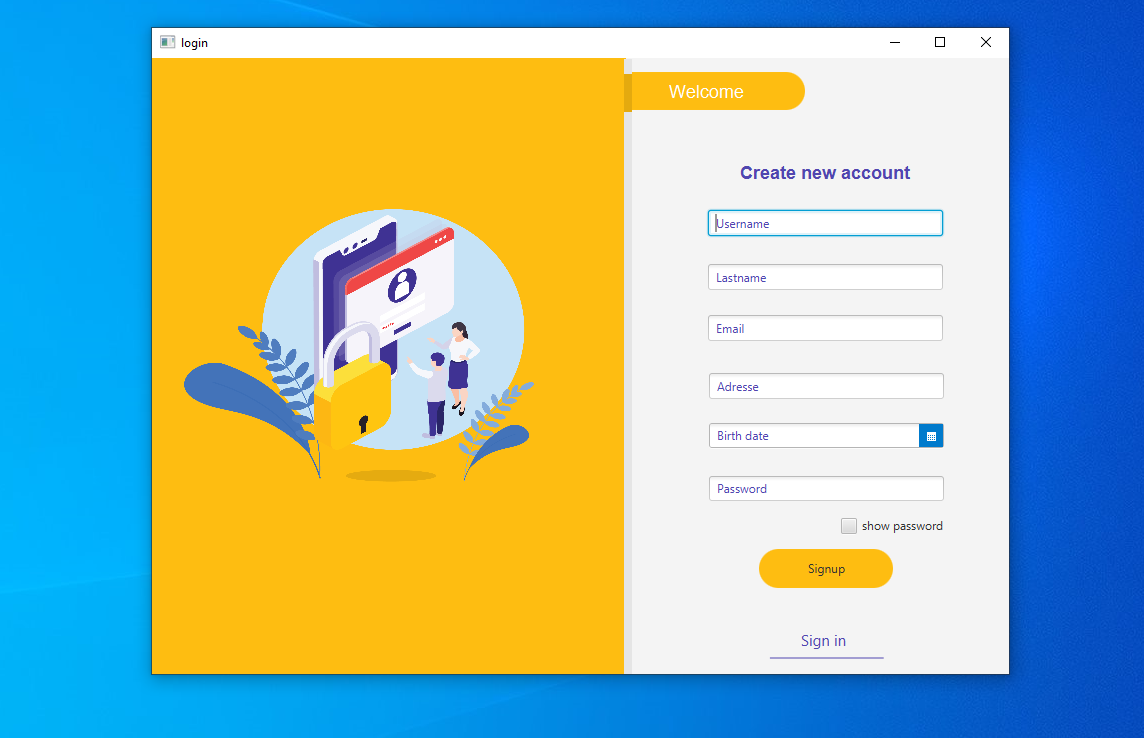 login
Welcome
Create new account
Username
Lastname
Email
Adresse
Birth date
Password
show password
Signup
Sign in